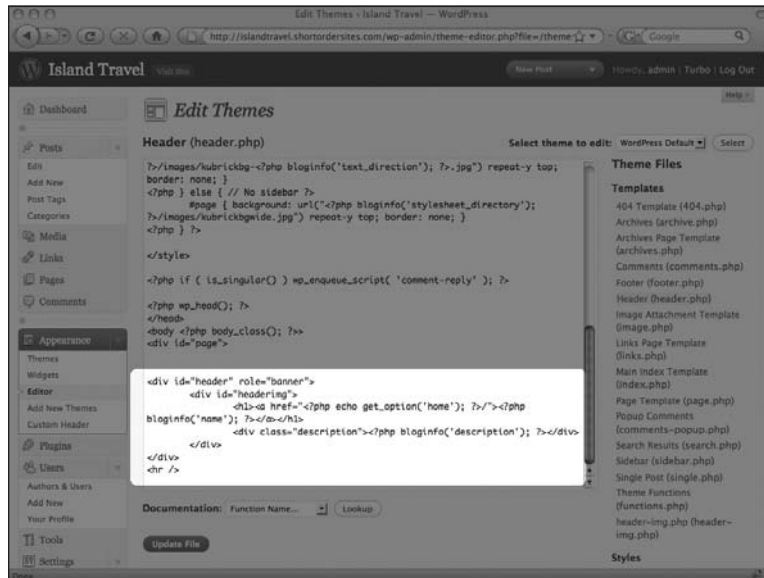 Edit Themes › Island Travel — WordPress
http://islandtravel.shortordersites.com/wp-admin/theme-editor.php?file=/theme
Google
Island Travel
Visit Site
New Post
Howdy, admin | Turbo | Log Out
Help
Dashboard
Posts
Edit
Add New
Post Tags
Categories
Media
Links
Pages
Comments
Appearance
Themes
Widgets
Editor
Add New Themes
Custom Header
Plugins
Users
Authors & Users
Add New
Your Profile
Tools
Settings
Edit Themes
Header (header.php)
Select theme to edit: WordPress Default Select
?>/images/kubrickbg-<?php bloginfo('text_direction'); ?>.jpg") repeat-y top;
border: none; }
<?php } else { // No sidebar ?>
#page { background: url("<?php bloginfo('stylesheet_directory');
?>/images/kubrickbgwide.jpg") repeat-y top; border: none; }
<?php } ?>
</style>
<?php if ( is_singular() ) wp_enqueue_script( 'comment-reply' ); ?>
<?php wp_head(); ?>
</head>
<body <?php body_class(); ?>>
<div id="page">
<div id="header" role="banner">
<div id="headerimg">
<h1><a href="<?php echo get_option('home'); ?>/"><?php
bloginfo('name'); ?></a></h1>
<div class="description"><?php bloginfo('description'); ?></div>
</div>
</div>
<hr />
Documentation: Function Name... Lookup
Update File
Theme Files
Templates
404 Template (404.php)
Archives (archive.php)
Archives Page Template
(archives.php)
Comments (comments.php)
Footer (footer.php)
Header (header.php)
Image Attachment Template
(image.php)
Links Page Template
(links.php)
Main Index Template
(index.php)
Page Template (page.php)
Popup Comments
(comments-popup.php)
Search Results (search.php)
Sidebar (sidebar.php)
Single Post (single.php)
Theme Functions
(functions.php)
header-img.php (header-
img.php)
Styles
Done